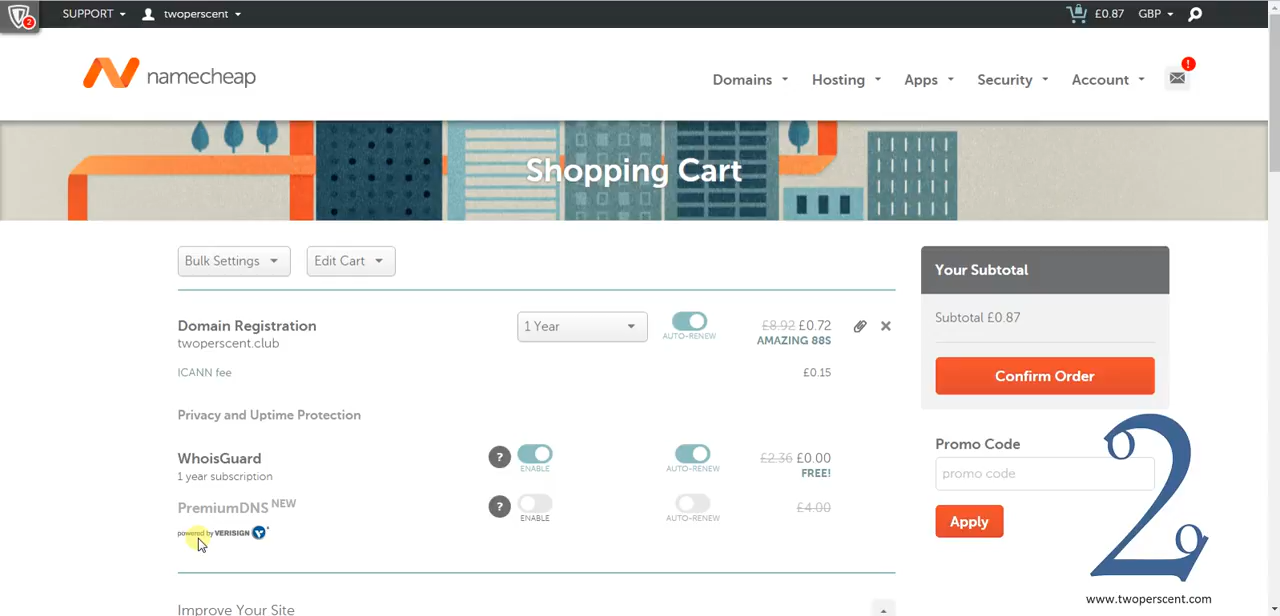 2 SUPPORT twoperscent £0.87 GBP
namecheap Domains Hosting Apps Security Account !
Shopping Cart
Bulk Settings Edit Cart
Your Subtotal
Subtotal £0.87
Confirm Order
Domain Registration 1 Year £8.92 £0.72
twoperscent.club AUTO-RENEW AMAZING 88S
ICANN fee £0.15
Privacy and Uptime Protection
WhoisGuard ? £2.36 £0.00
1 year subscription ENABLE AUTO-RENEW FREE!
PremiumDNS NEW ? £4.00
ENABLE AUTO-RENEW
powered by VERISIGN
Improve Your Site
Promo Code
promo code
Apply
2
www.twoperscent.com